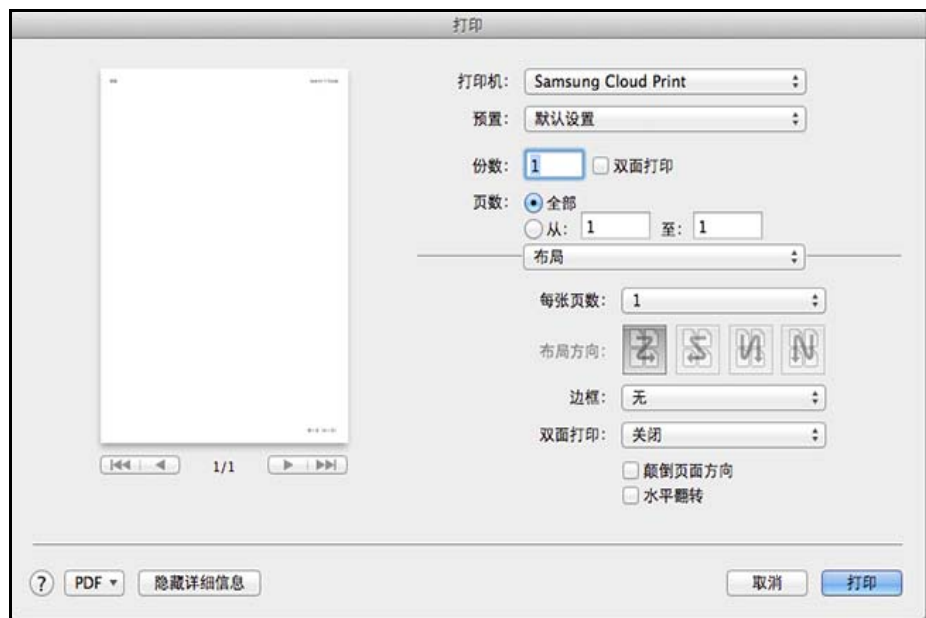 打印
打印机: Samsung Cloud Print
预置: 默认设置
份数: 1 双面打印
页数: 全部
从: 1 至: 1
布局
每张页数: 1
布局方向:
边框: 无
双面打印: 关闭
颠倒页面方向
水平翻转
1/1
? PDF 隐藏详细信息 取消 打印